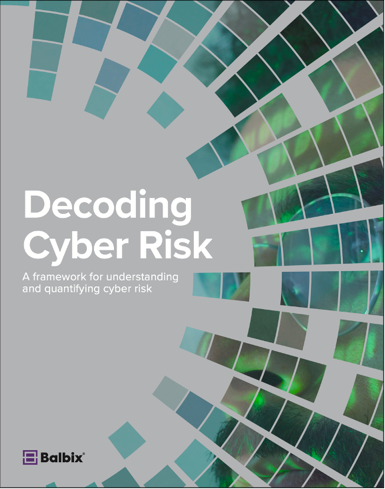 Decoding
Cyber Risk
A framework for understanding
and quantifying cyber risk
Balbix